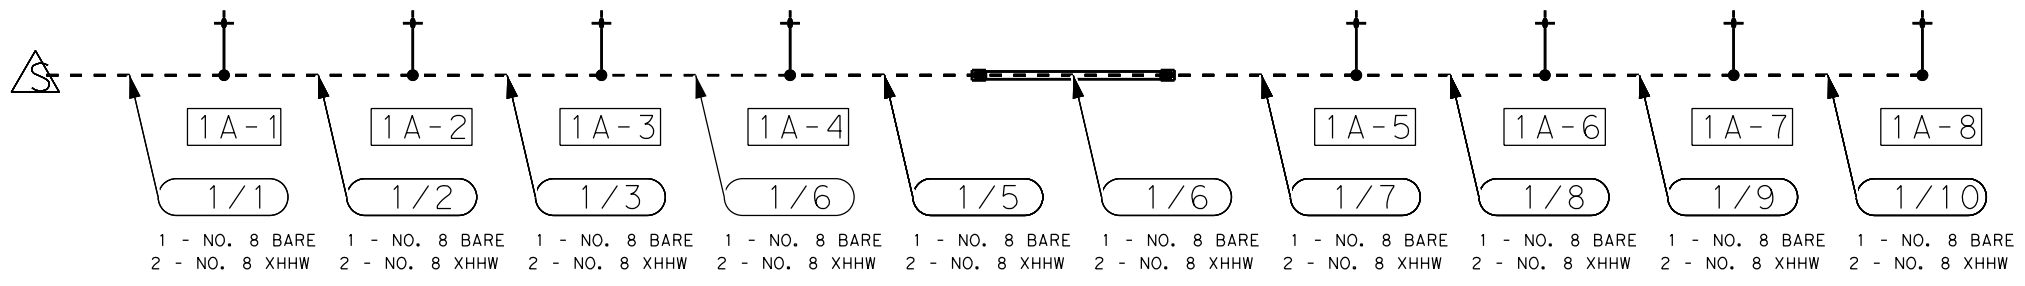 S
1A-1 1A-2 1A-3 1A-4 1A-5 1A-6 1A-7 1A-8
1/1 1/2 1/3 1/6 1/5 1/6 1/7 1/8 1/9 1/10
1 - NO. 8 BARE 1 - NO. 8 BARE 1 - NO. 8 BARE 1 - NO. 8 BARE 1 - NO. 8 BARE 1 - NO. 8 BARE 1 - NO. 8 BARE 1 - NO. 8 BARE 1 - NO. 8 BARE 1 - NO. 8 BARE
2 - NO. 8 XHHW 2 - NO. 8 XHHW 2 - NO. 8 XHHW 2 - NO. 8 XHHW 2 - NO. 8 XHHW 2 - NO. 8 XHHW 2 - NO. 8 XHHW 2 - NO. 8 XHHW 2 - NO. 8 XHHW 2 - NO. 8 XHHW